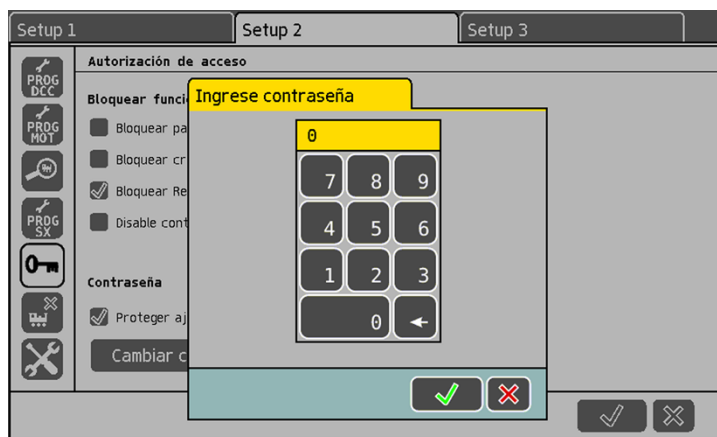 Setup 1
Setup 2
Setup 3
Autorización de acceso
PROG
DCC
Bloquear funci
Ingrese contraseña
PROG
MOT
Bloquear pa
0
Bloquear cr
7 8 9
Bloquear Re
PROG
SX
Disable cont
4 5 6
1 2 3
Contraseña
Proteger aj
0
Cambiar c